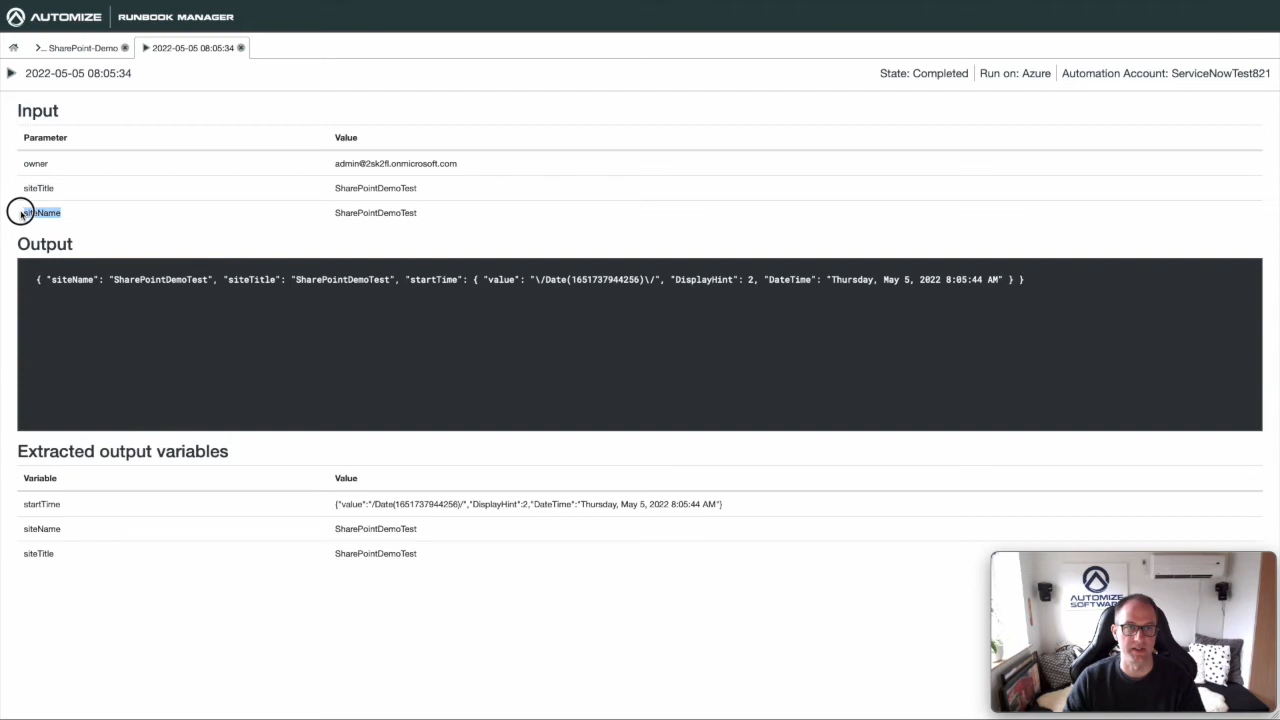 AUTOMIZE RUNBOOK MANAGER
>_ SharePoint-Demo 2022-05-05 08:05:34
2022-05-05 08:05:34 State: Completed Run on: Azure Automation Account: ServiceNowTest821
Input
Parameter Value
owner admin@2sk2fl.onmicrosoft.com
siteTitle SharePointDemoTest
siteName SharePointDemoTest
Output
{ "siteName": "SharePointDemoTest", "siteTitle": "SharePointDemoTest", "startTime": { "value": "\/Date(1651737944256)\/", "DisplayHint": 2, "DateTime": "Thursday, May 5, 2022 8:05:44 AM" } }
Extracted output variables
Variable Value
startTime {"value":"/Date(1651737944256)/","DisplayHint":2,"DateTime":"Thursday, May 5, 2022 8:05:44 AM"}
siteName SharePointDemoTest
siteTitle SharePointDemoTest
AUTOMIZE
SOFTWARE